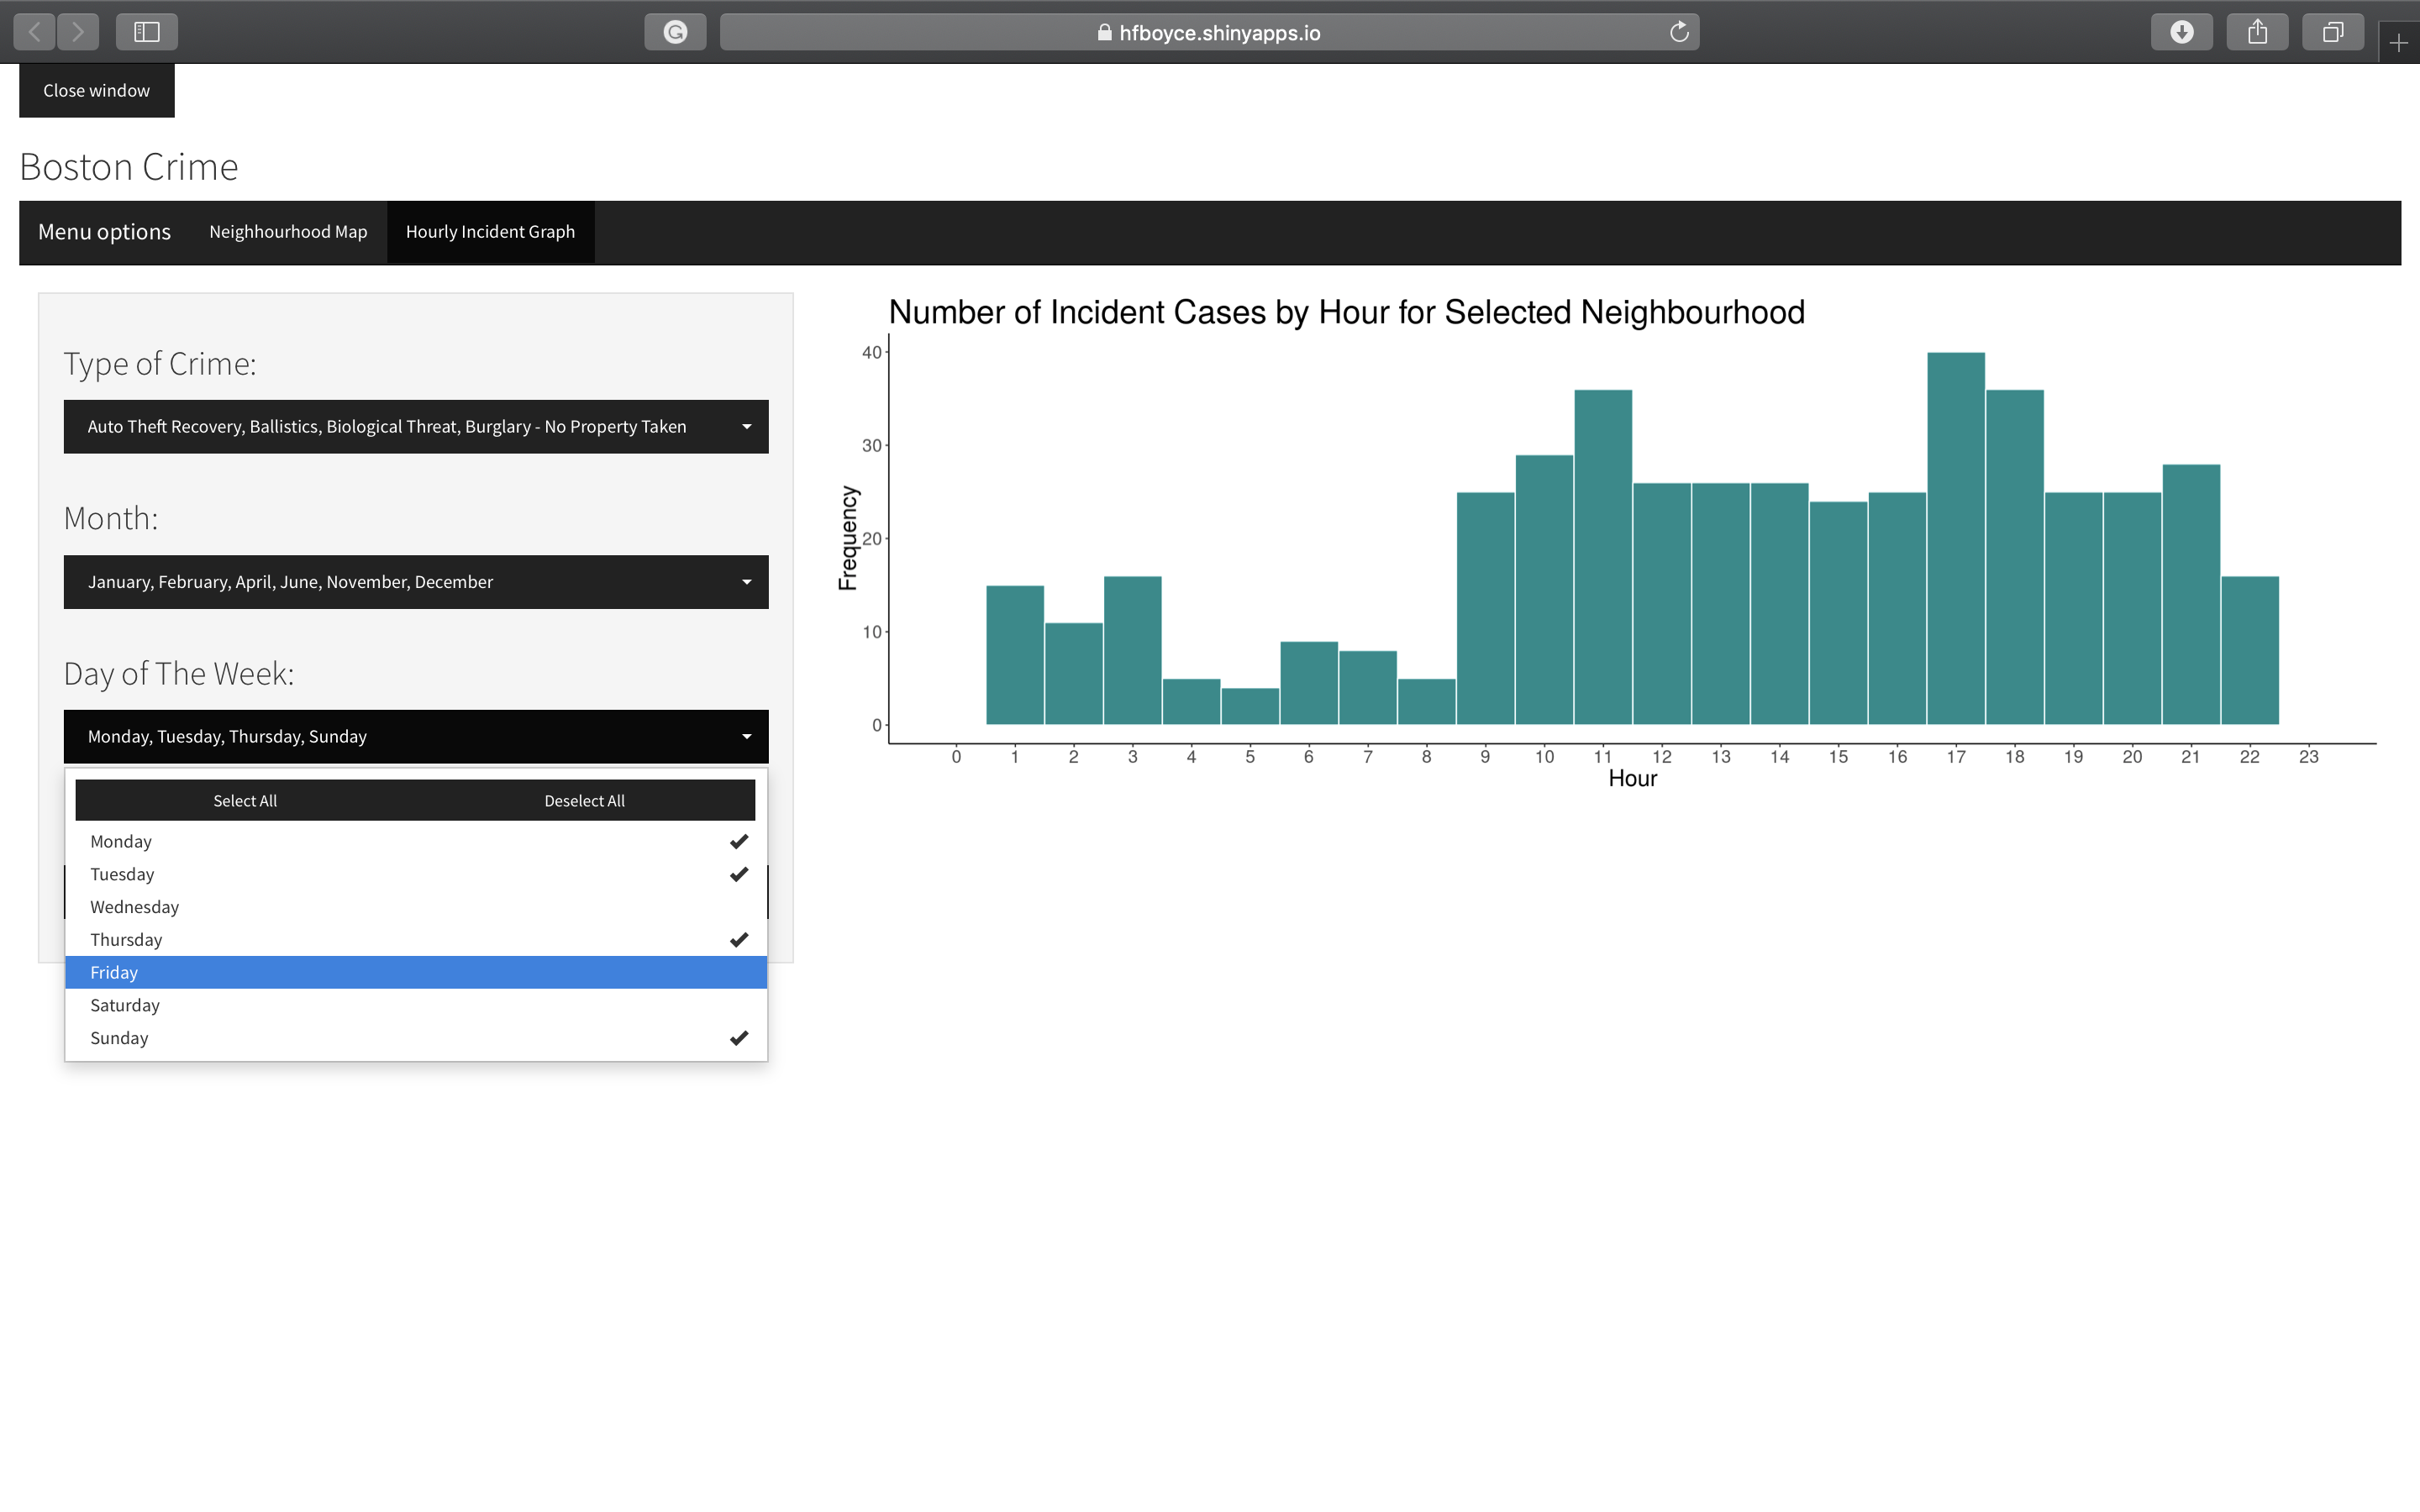 hfboyce.shinyapps.io
Close window
Boston Crime
Menu options Neighhourhood Map Hourly Incident Graph
Type of Crime:
Auto Theft Recovery, Ballistics, Biological Threat, Burglary - No Property Taken
Month:
January, February, April, June, November, December
Day of The Week:
Monday, Tuesday, Thursday, Sunday
Select All Deselect All
Monday
Tuesday
Wednesday
Thursday
Friday
Saturday
Sunday
Number of Incident Cases by Hour for Selected Neighbourhood
Frequency
40
30
20
10
0
0 1 2 3 4 5 6 7 8 9 10 11 12 13 14 15 16 17 18 19 20 21 22 23
Hour